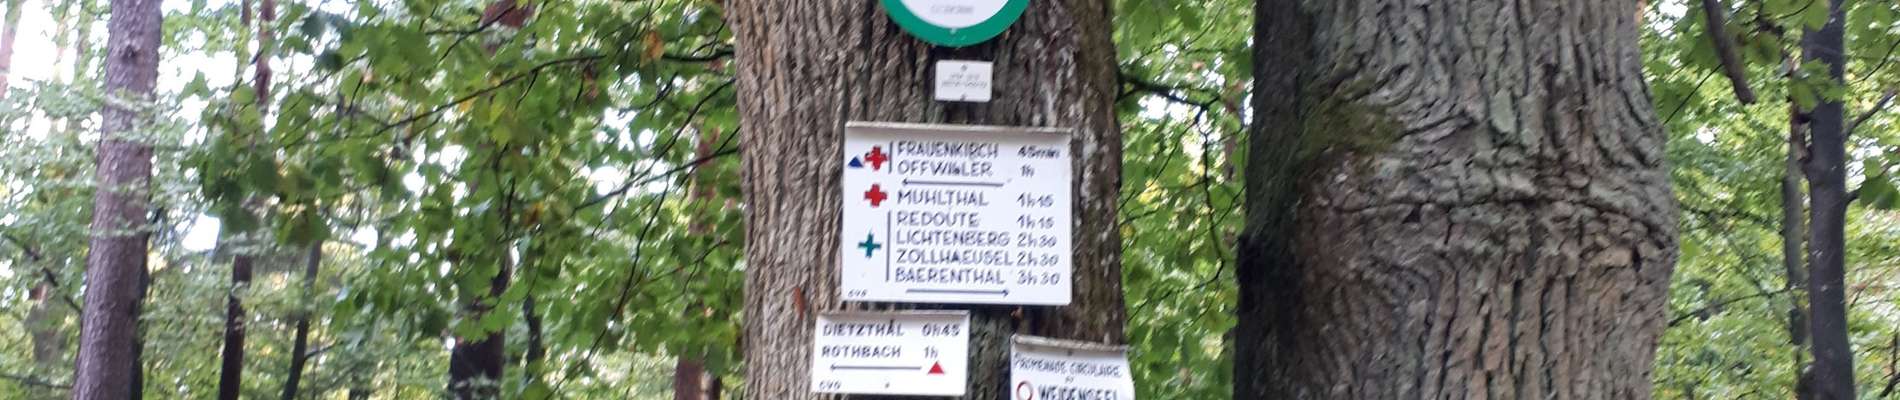 FRAUENKIRCH 45min
OFFWILLER 1h
MUHLTHAL 1h15
REDOUTE 1h15
LICHTENBERG 2h30
ZOLLHAEUSEL 2h30
BAERENTHAL 3h30
DIETZTHAL 0h45
ROTHBACH 1h
PROMENADE CIRCULAIRE
DU
WEIDENSEEL